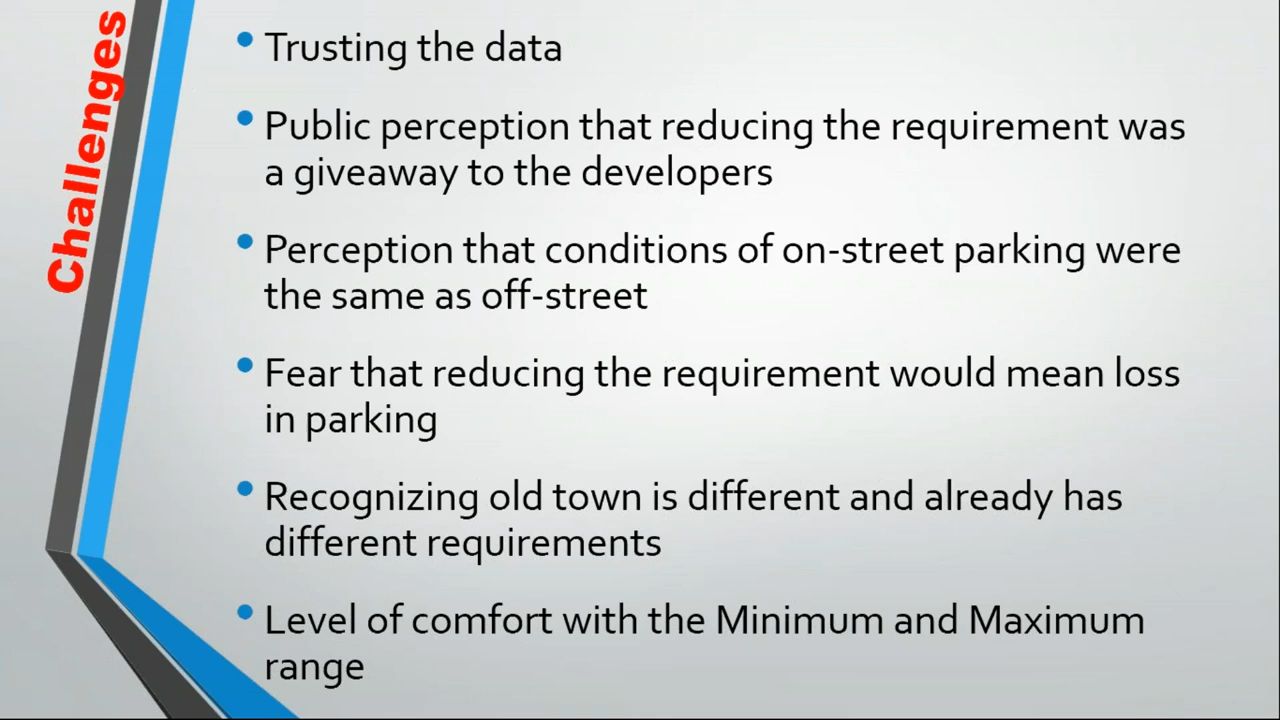 Challenges
• Trusting the data
• Public perception that reducing the requirement was
a giveaway to the developers
• Perception that conditions of on-street parking were
the same as off-street
• Fear that reducing the requirement would mean loss
in parking
• Recognizing old town is different and already has
different requirements
• Level of comfort with the Minimum and Maximum
range